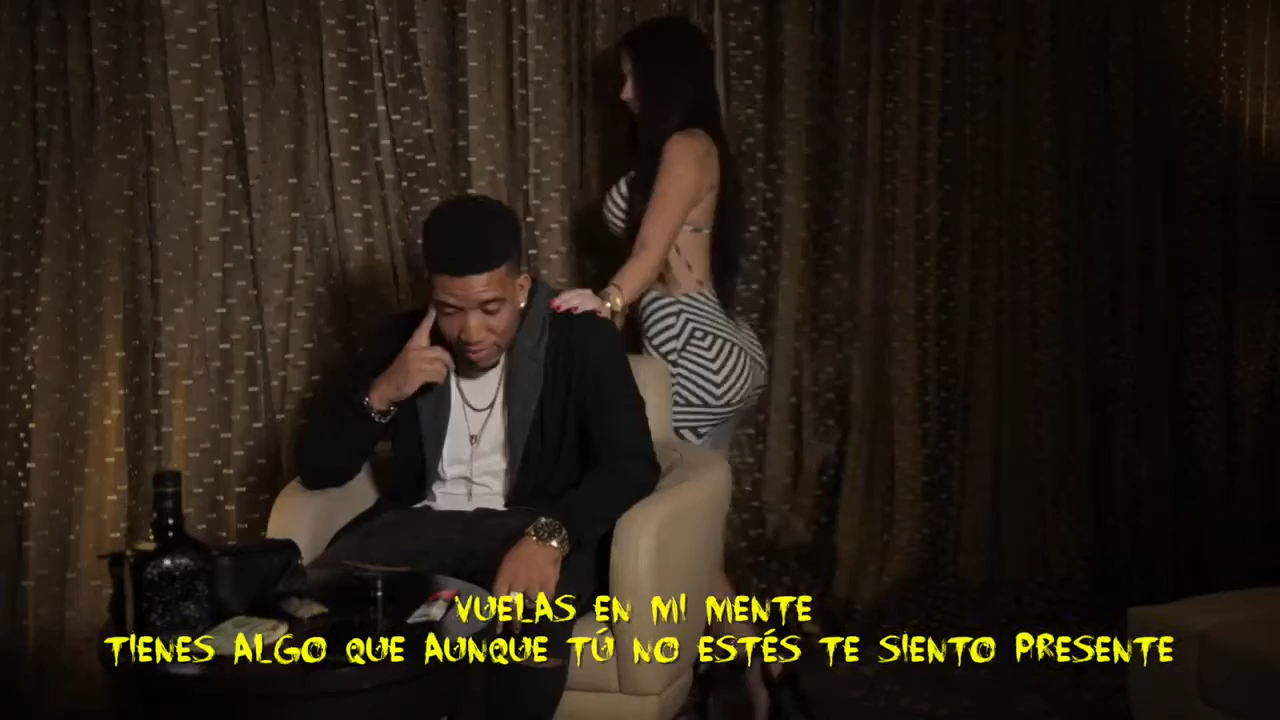 VUELAS EN MI MENTE
TIENES ALGO QUE AUNQUE TÚ NO ESTÉS TE SIENTO PRESENTE